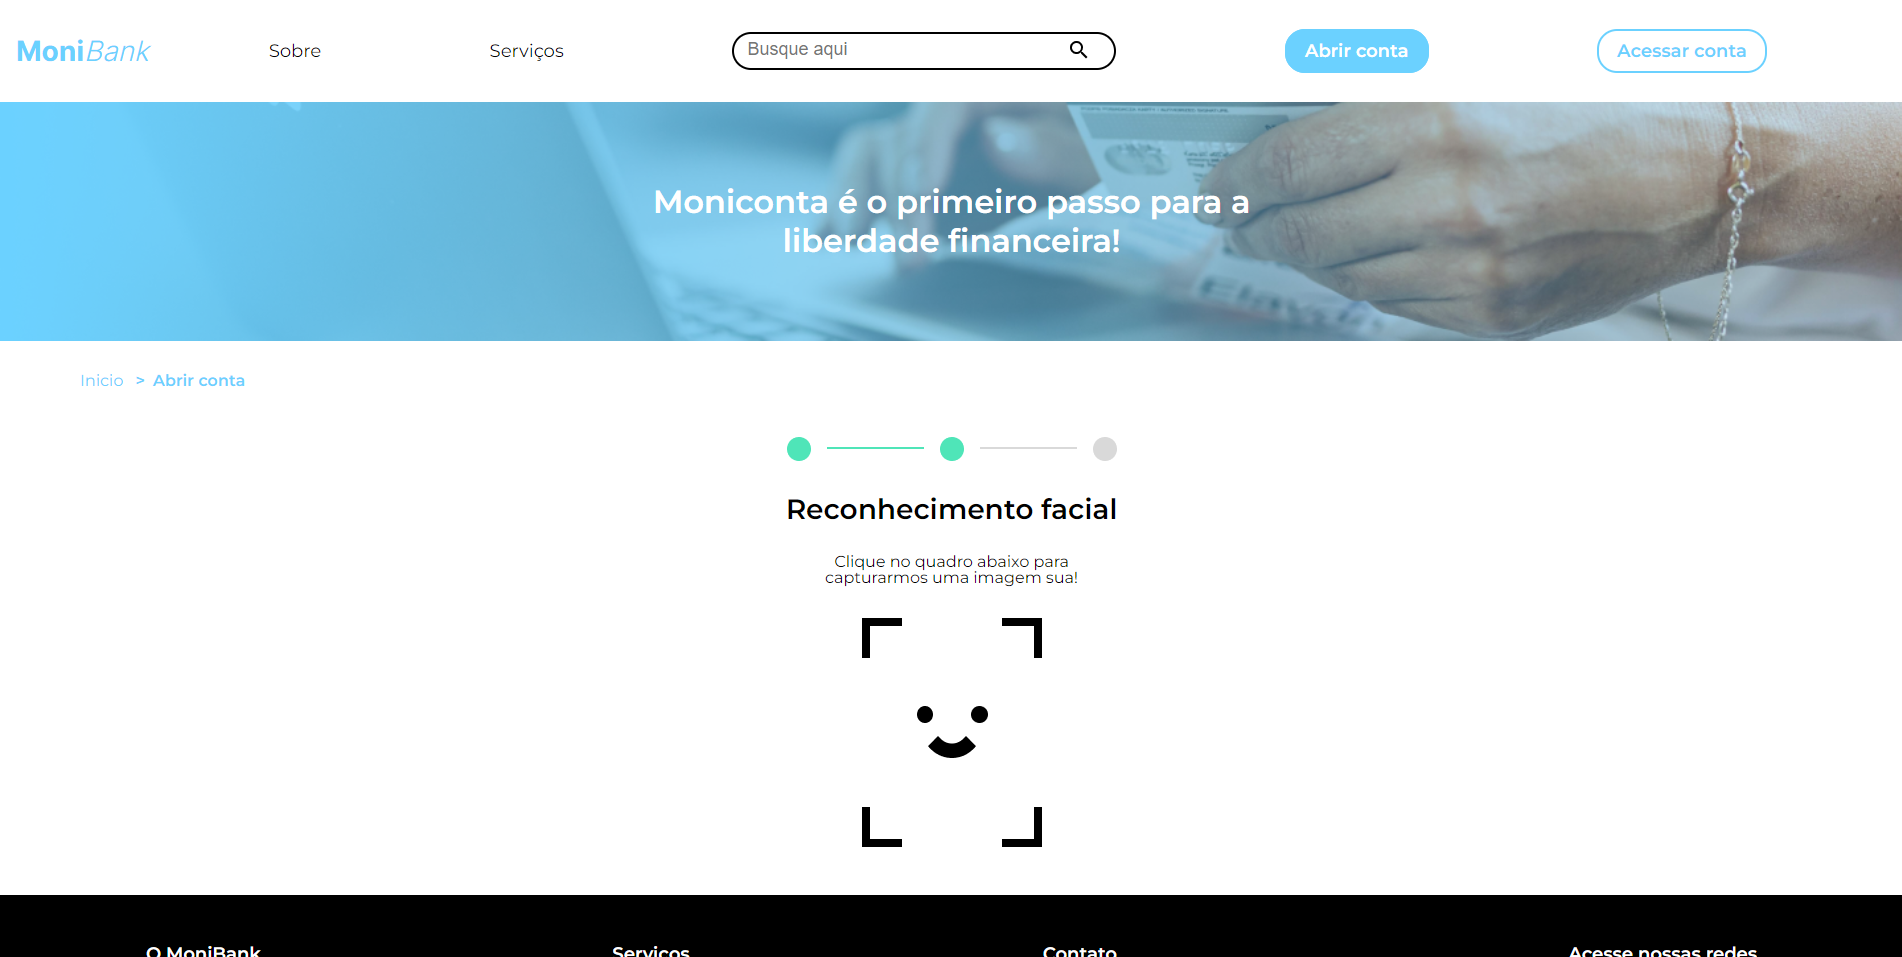 MoniBank
Sobre
Serviços
Busque aqui
Abrir conta
Acessar conta
Moniconta é o primeiro passo para a
liberdade financeira!
Inicio > Abrir conta
Reconhecimento facial
Clique no quadro abaixo para
capturarmos uma imagem sua!
O MoniBank
Serviços
Contato
Acesse nossas redes